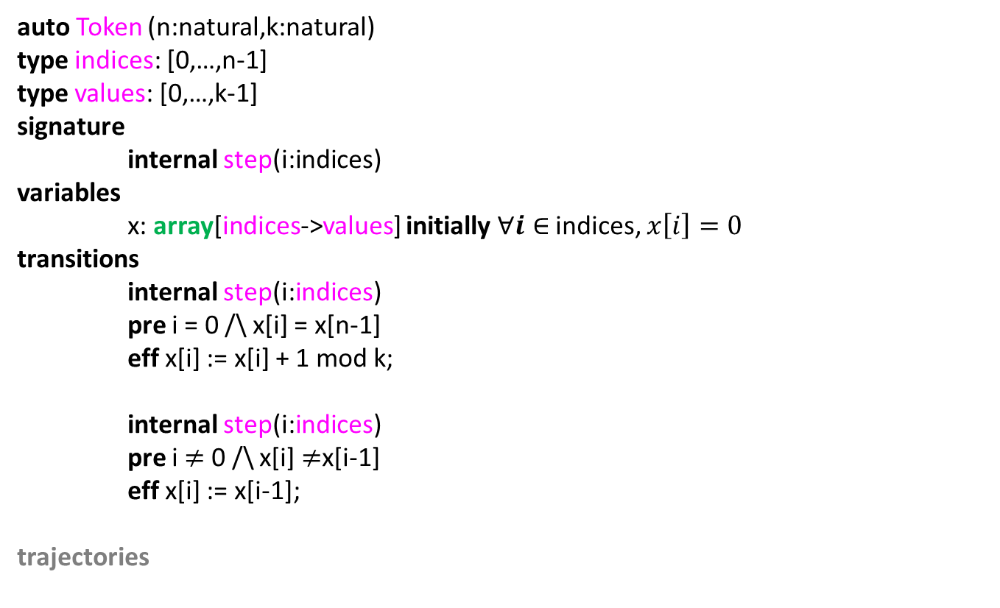 auto Token (n:natural,k:natural)
type indices: [0,...,n-1]
type values: [0,...,k-1]
signature
internal step(i:indices)
variables
x: array[indices->values] initially ∀i ∈ indices, x[i] = 0
transitions
internal step(i:indices)
pre i = 0 /\ x[i] = x[n-1]
eff x[i] := x[i] + 1 mod k;
internal step(i:indices)
pre i ≠ 0 /\ x[i] ≠x[i-1]
eff x[i] := x[i-1];
trajectories